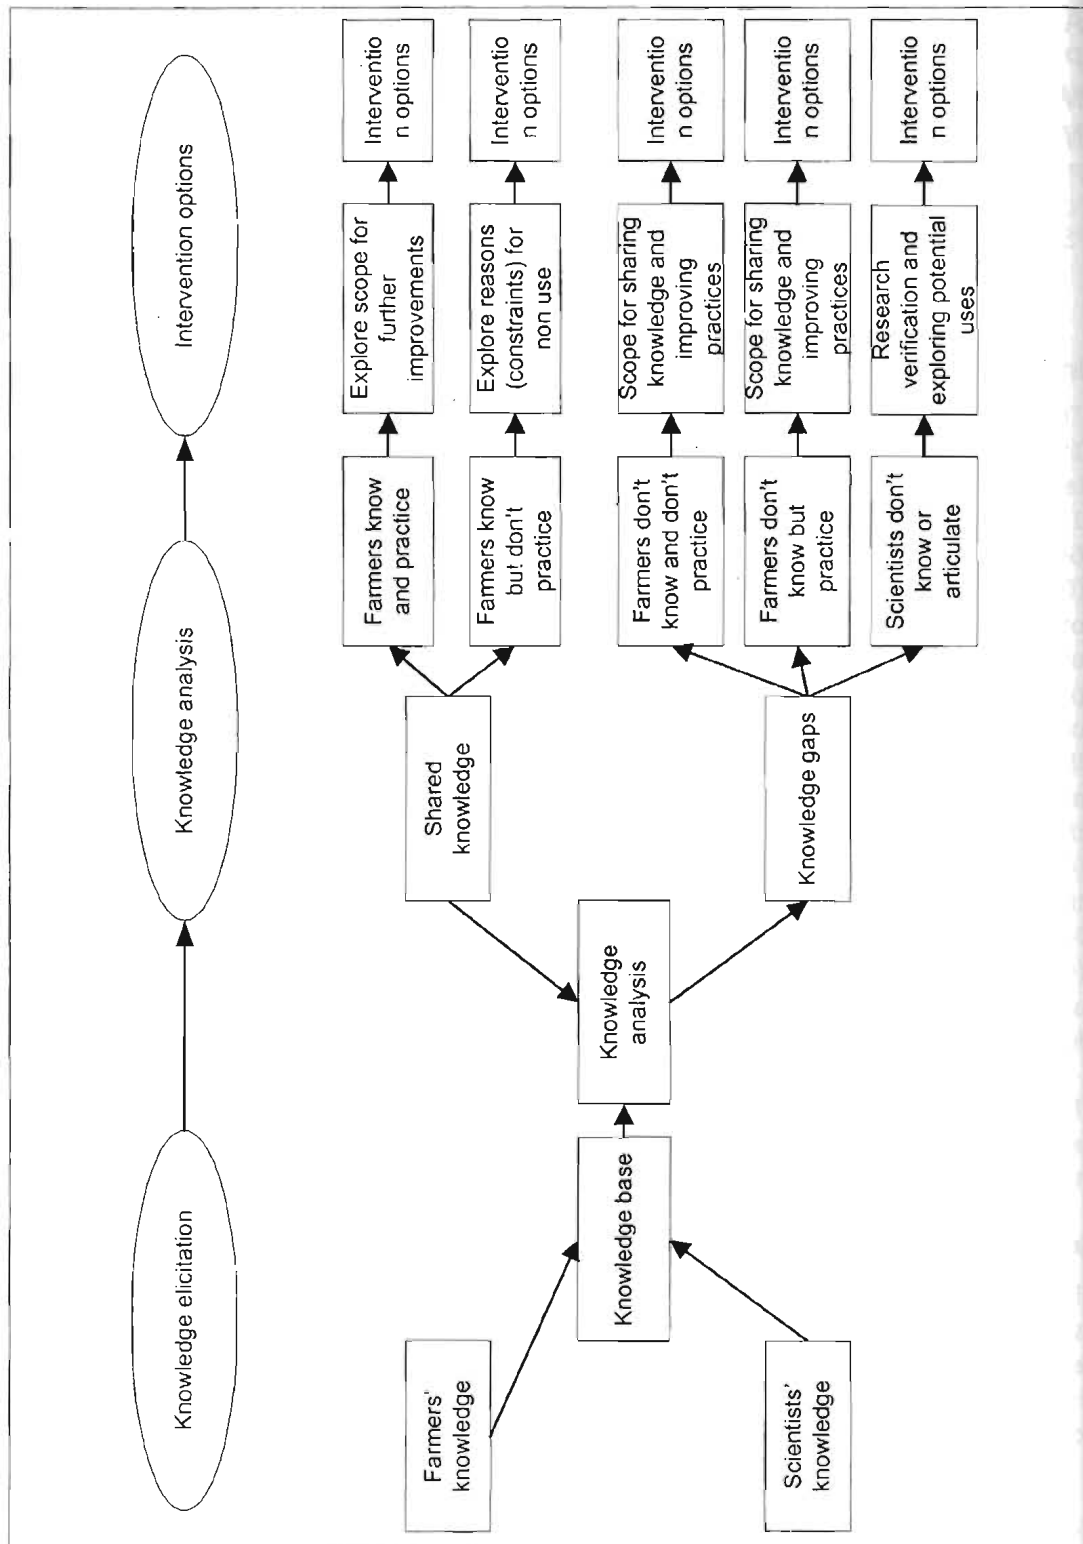 Knowledge elicitation
Knowledge analysis
Intervention options
Farmers'
knowledge
Scientists'
knowledge
Knowledge base
Knowledge
analysis
Shared
knowledge
Knowledge gaps
Farmers know
and practice
Explore scope for
further
improvements
Interventio
n options
Farmers know
but don't
practice
Explore reasons
(constraints) for
non use
Interventio
n options
Farmers don't
know and don't
practice
Scope for sharing
knowledge and
improving
practices
Interventio
n options
Farmers don't
know but
practice
Scope for sharing
knowledge and
improving
practices
Interventio
n options
Scientists don't
know or
articulate
Research
verification and
exploring potential
uses
Interventio
n options